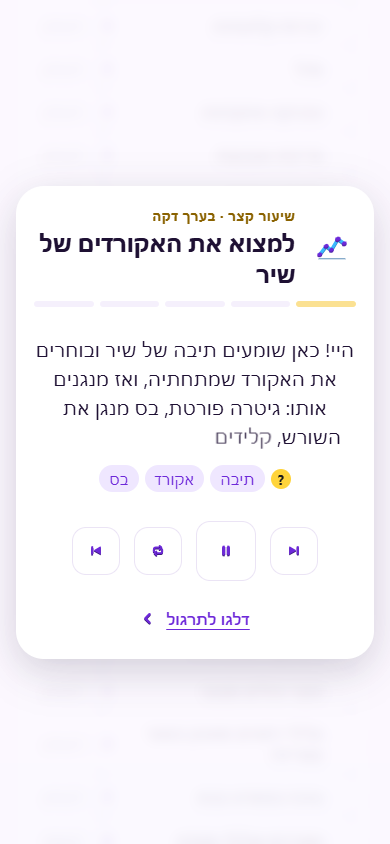 שיעור קצר · בערך דקה
למצוא את האקורדים של
שיר
היי! כאן שומעים תיבה של שיר ובוחרים
את האקורד שמתחתיה, ואז מנגנים
אותו: גיטרה פורטת, בס מנגן את
השורש, קלידים
? תיבה אקורד בס
דלגו לתרגול